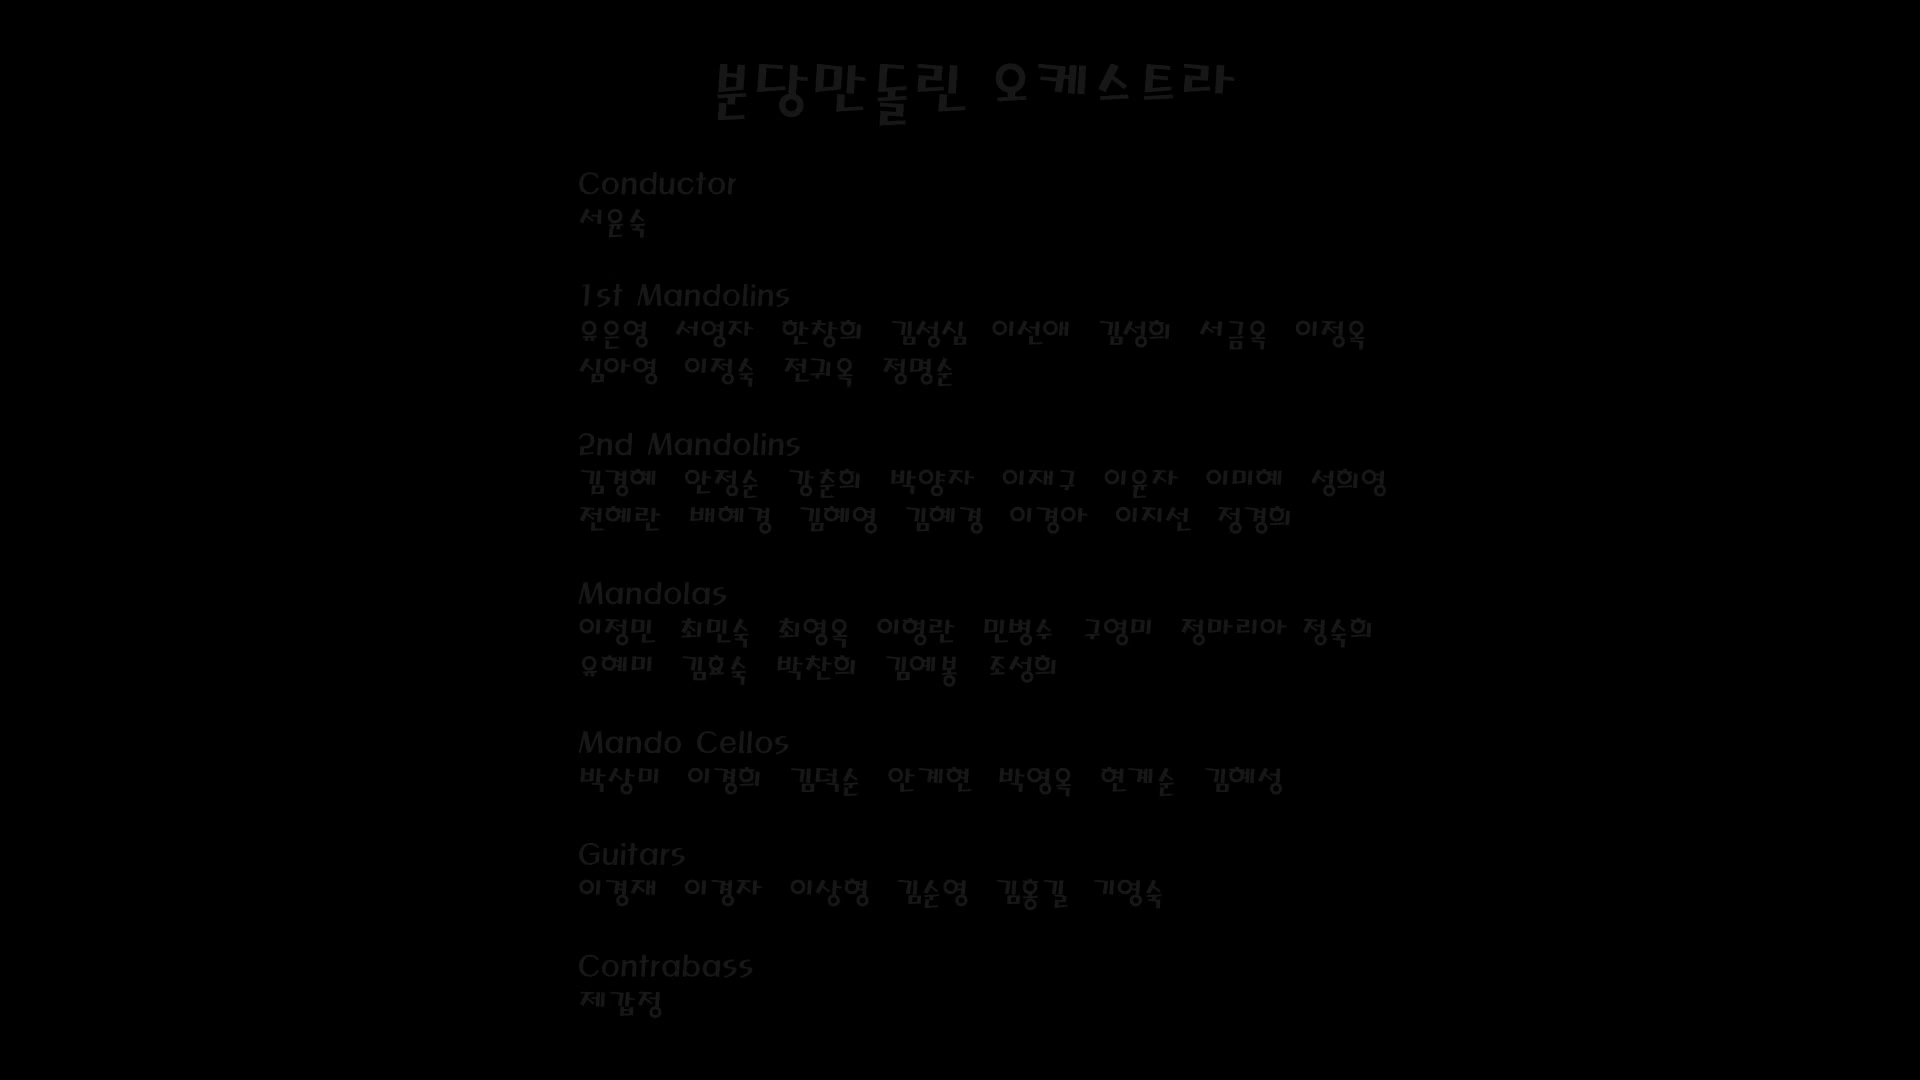 분당만돌린 오케스트라
Conductor
서윤숙
1st Mandolins
윤은영 서영자 한창희 김성심 이선애 김성희 서금옥 이정옥
심아영 이정숙 전귀옥 정명순
2nd Mandolins
김경혜 안정순 강춘희 박양자 이재구 이윤자 이미혜 성희영
전혜란 배혜경 김혜영 김혜경 이경아 이지선 정경희
Mandolas
이정민 최민숙 최영옥 이형란 민병수 구영미 정마리아 정숙희
유혜미 김효숙 박찬희 김예봉 조성희
Mando Cellos
박상미 이경희 김덕순 안계현 박영옥 현계순 김혜성
Guitars
이경재 이경자 이상형 김순영 김홍길 기영숙
Contrabass
제갑정